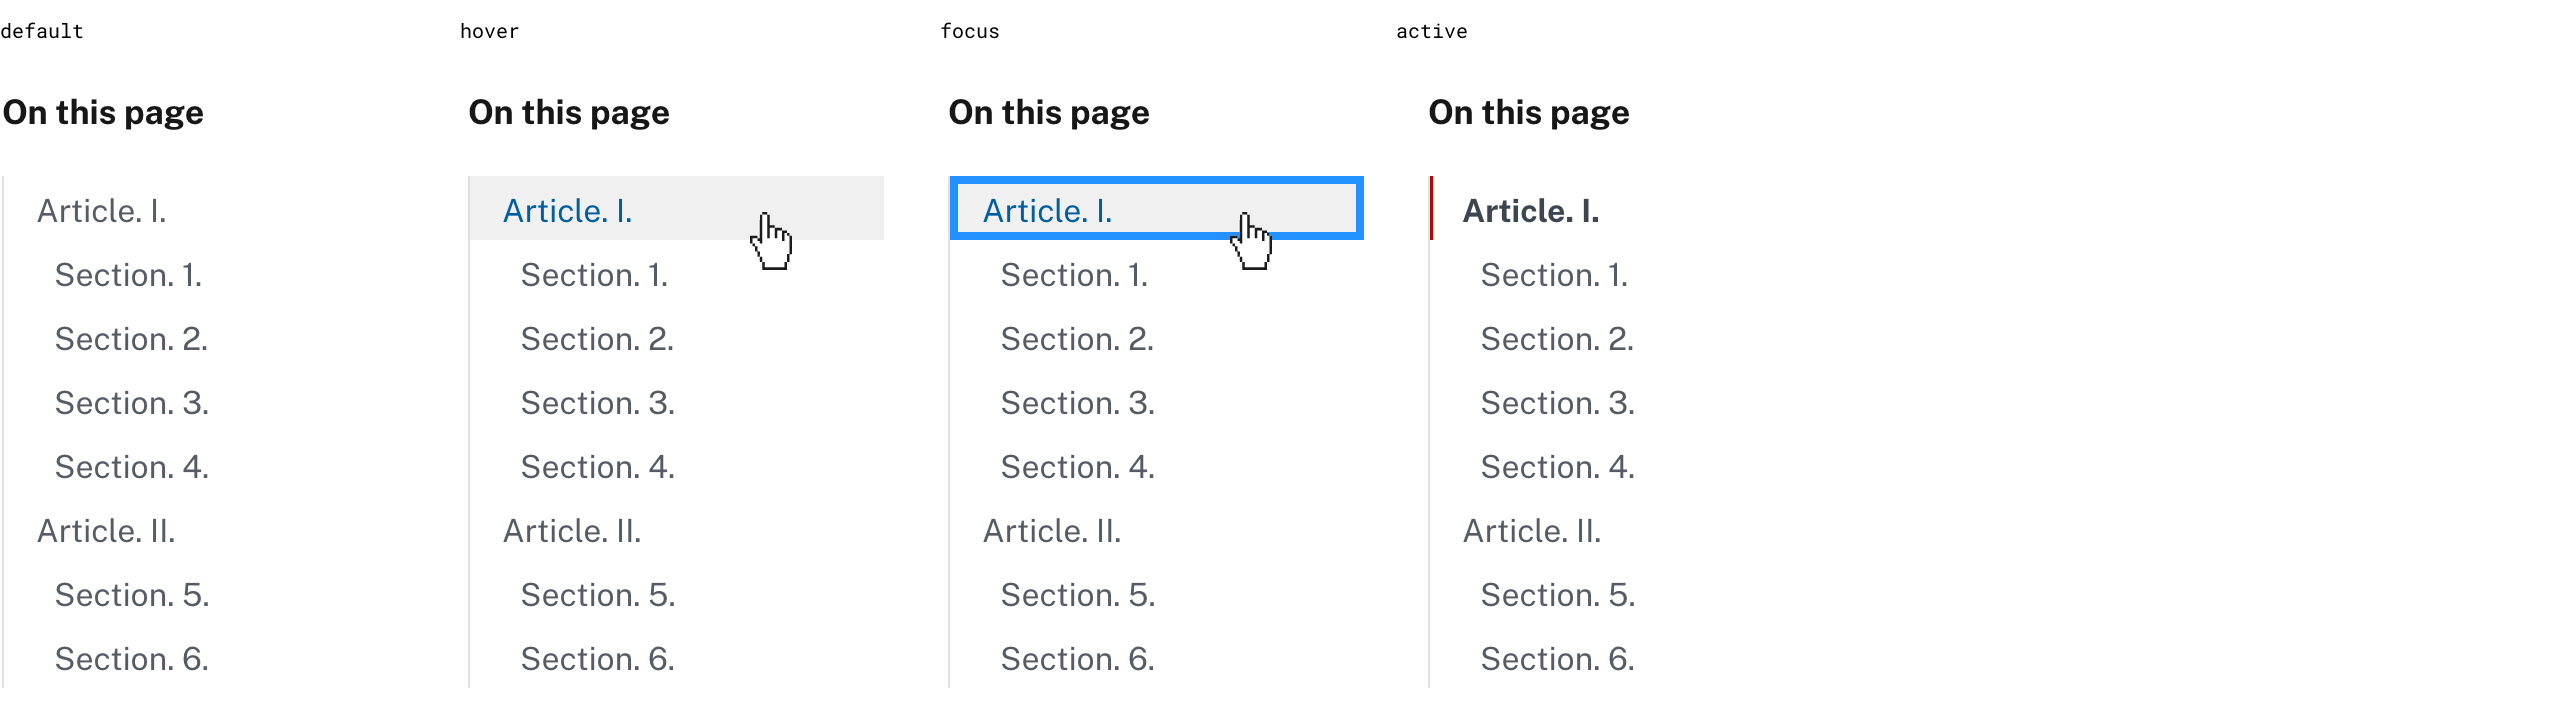 default
On this page
Article. I.
Section. 1.
Section. 2.
Section. 3.
Section. 4.
Article. II.
Section. 5.
Section. 6.
hover
On this page
Article. I.
Section. 1.
Section. 2.
Section. 3.
Section. 4.
Article. II.
Section. 5.
Section. 6.
focus
On this page
Article. I.
Section. 1.
Section. 2.
Section. 3.
Section. 4.
Article. II.
Section. 5.
Section. 6.
active
On this page
Article. I.
Section. 1.
Section. 2.
Section. 3.
Section. 4.
Article. II.
Section. 5.
Section. 6.